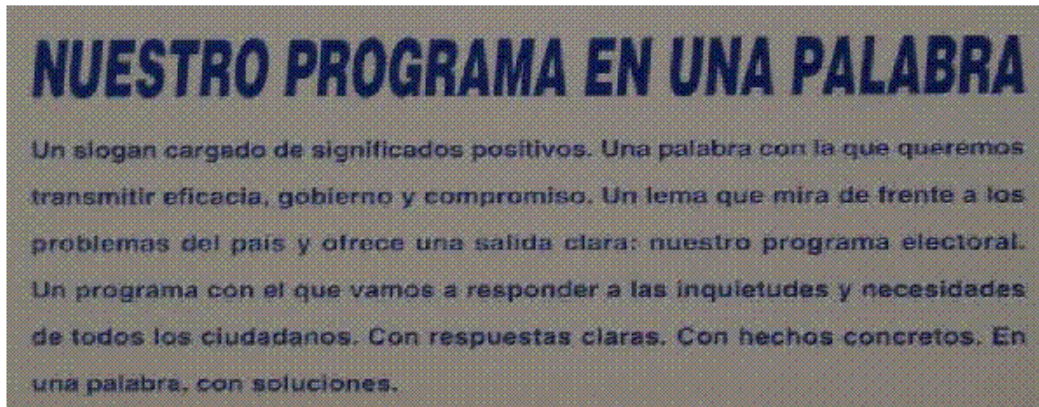 NUESTRO PROGRAMA EN UNA PALABRA
Un slogan cargado de significados positivos. Una palabra con la que queremos
transmitir eficacia, gobierno y compromiso. Un lema que mira de frente a los
problemas del país y ofrece una salida clara: nuestro programa electoral.
Un programa con el que vamos a responder a las inquietudes y necesidades
de todos los ciudadanos. Con respuestas claras. Con hechos concretos. En
una palabra, con soluciones.